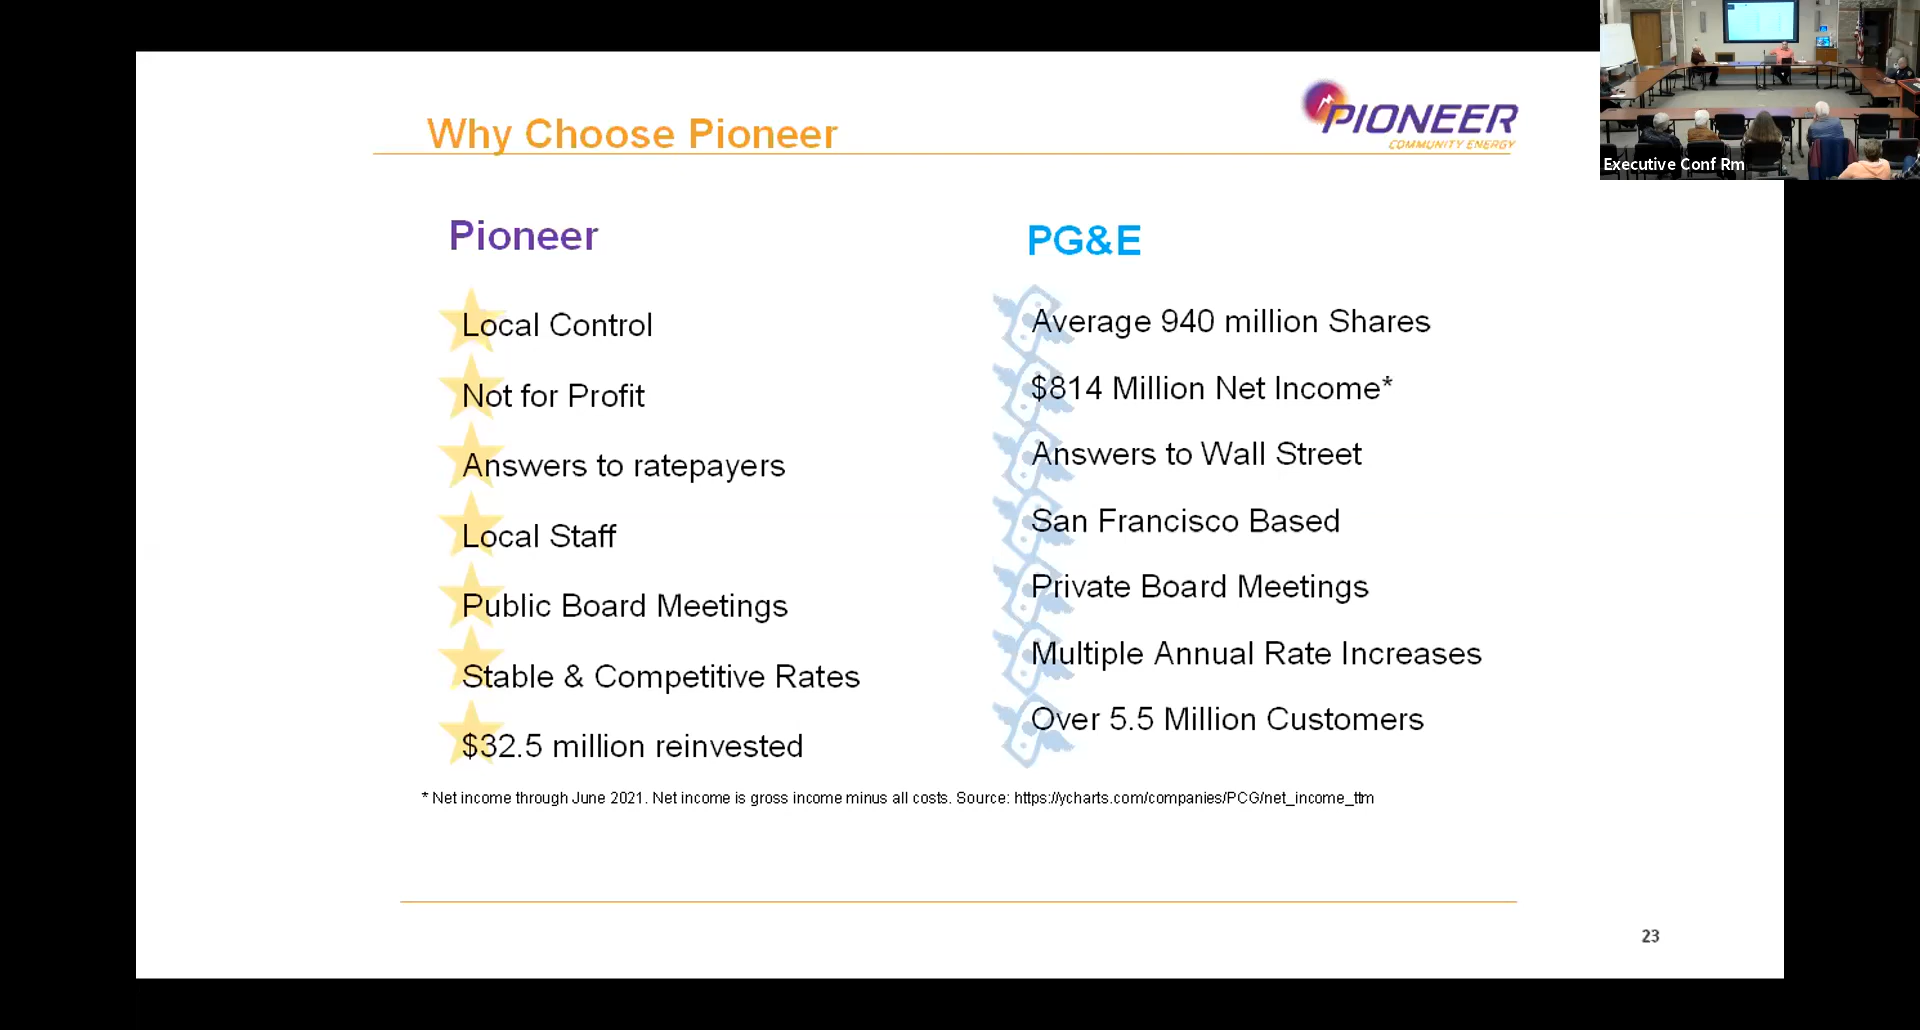 Why Choose Pioneer
PIONEER
COMMUNITY ENERGY
Executive Conf Rm
Pioneer
Local Control
Not for Profit
Answers to ratepayers
Local Staff
Public Board Meetings
Stable & Competitive Rates
$32.5 million reinvested
PG&E
Average 940 million Shares
$814 Million Net Income*
Answers to Wall Street
San Francisco Based
Private Board Meetings
Multiple Annual Rate Increases
Over 5.5 Million Customers
* Net income through June 2021. Net income is gross income minus all costs. Source: https://ycharts.com/companies/PCG/net_income_ttm
23